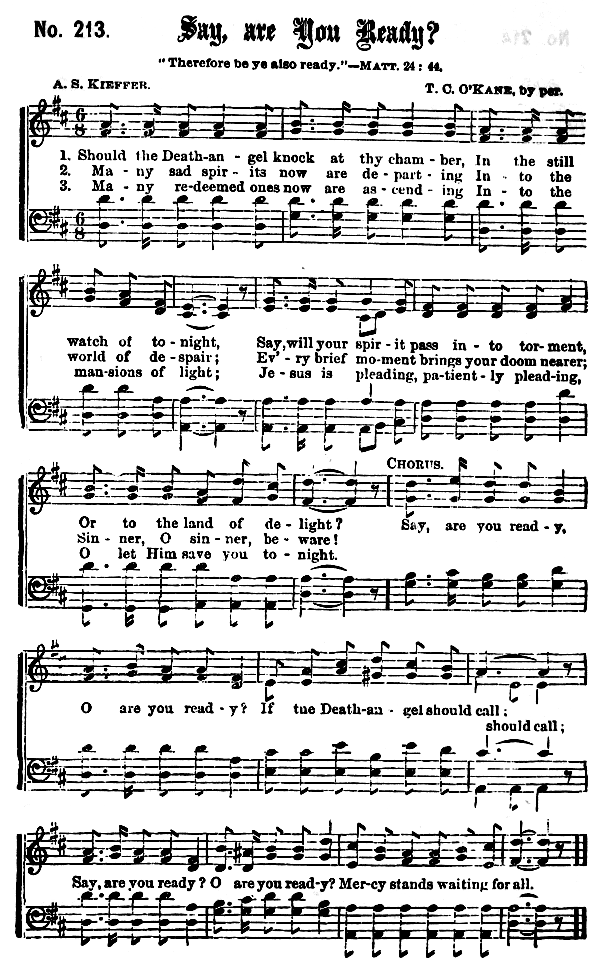 No. 213. Say, are You Ready?
"Therefore be ye also ready."—MATT. 24: 44.
A. S. KIEFFER. T. C. O'KANE, by per.
1. Should the Death-an - gel knock at thy cham - ber, In the still
2. Ma - ny sad spir - its now are de - part - ing In - to the
3. Ma - ny re-deemed ones now are as - cend - ing In - to the
watch of to - night, Say, will your spir - it pass in - to tor - ment,
world of de - spair; Ev' - ry brief mo - ment brings your doom nearer;
man - sions of light; Je - sus is pleading, pa - tient - ly plead - ing,
CHORUS.
Or to the land of de - light? Say, are you read - y,
Sin - ner, O sin - ner, be - ware!
O let Him save you to - night.
O are you read - y? If tne Death-an - gel should call;
should call;
Say, are you ready? O are you read-y? Mer-cy stands waiting for all.